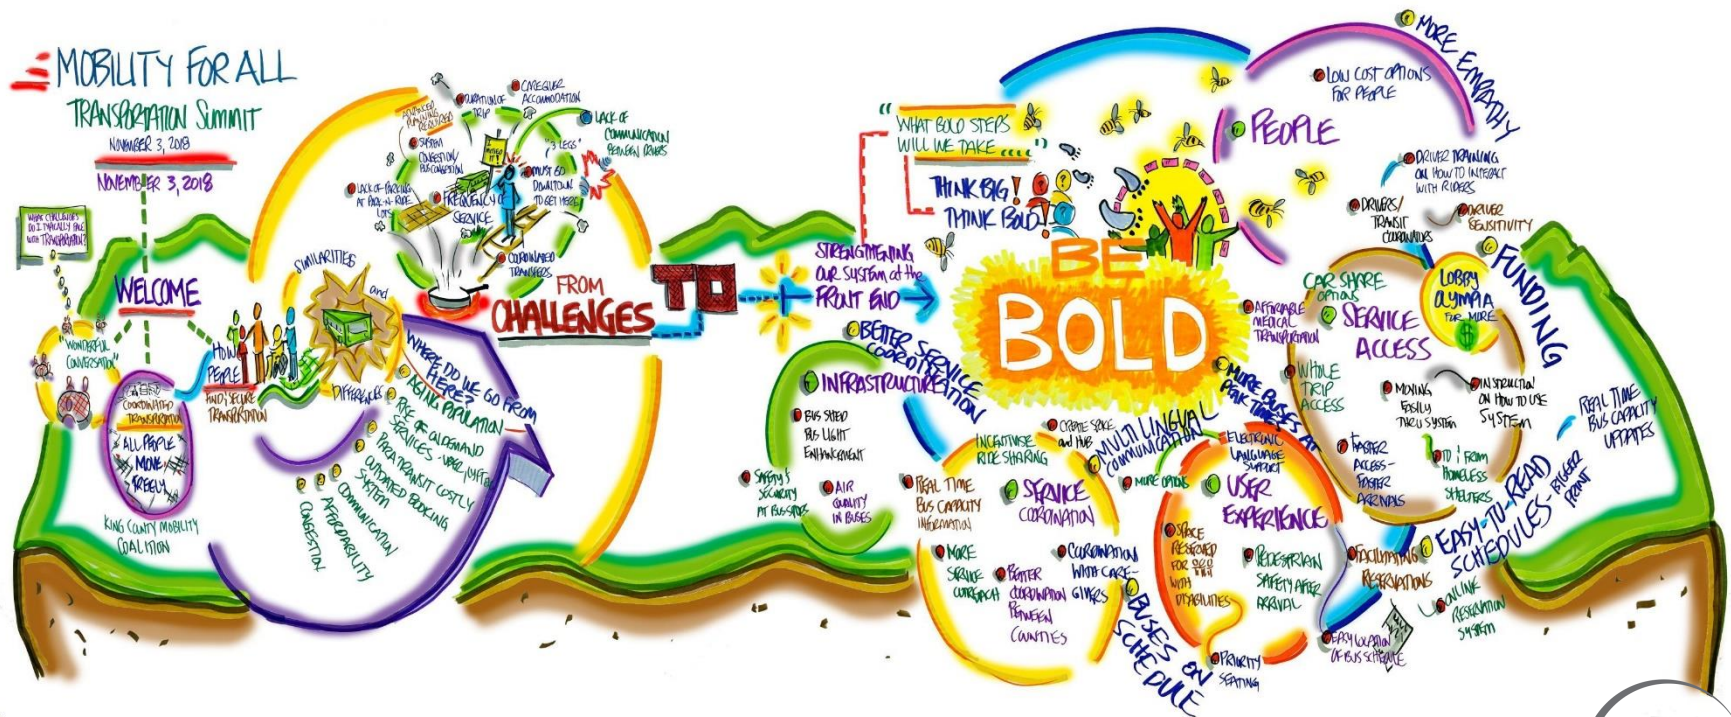 MOBILITY FOR ALL
TRANSPORTATION SUMMIT
NOVEMBER 3, 2018
NOVEMBER 3, 2018
WHAT CHALLENGES
DO I TYPICALLY FACE
WITH TRANSPORTATION?
WELCOME
"WONDERFUL
CONVERSATION"
COORDINATED
TRANSPORTATION
ALL PEOPLE
MOVE
FREELY
KING COUNTY MOBILITY
COALITION
HOW
PEOPLE
FIND & SECURE
TRANSPORTATION
SIMILARITIES
and
DIFFERENCES
WHERE DO WE GO FROM
HERE?
AGING POPULATION
RISE OF ON DEMAND
SERVICES - UBER, LYFT
PARATRANSIT COSTLY
OUTDATED BOOKING
SYSTEM
COMMUNICATION
AFFORDABILITY
CONGESTION
ADVANCED
PLANNING
REQUIRED
DURATION OF
TRIP
CAREGIVER
ACCOMMODATION
LACK OF
COMMUNICATION
BETWEEN DRIVERS
SYSTEM
CONGESTION/
BUS CONGESTION
"3 LEGS"
MUST GO
DOWNTOWN
TO GET HERE
LACK OF PARKING
AT PARK-N-RIDE
LOTS
FREQUENCY OF
SERVICE
COORDINATED
TRANSFERS
FROM
CHALLENGES
TO
STRENGTHENING
OUR SYSTEM at the
FRONT END
"WHAT BOLD STEPS
WILL WE TAKE...."
THINK BIG!
THINK BOLD!
BE
BOLD
BETTER SERVICE
COORDINATION
INFRASTRUCTURE
BUS SHED
BUS LIGHT
ENHANCEMENT
SAFETY &
SECURITY
AT BUS STOPS
AIR
QUALITY
IN BUSES
INCENTIVISE
RIDE SHARING
CREATE SPACE
and HUB
REAL TIME
BUS CAPACITY
INFORMATION
SERVICE
COORDINATION
MORE
SERVICE
OUTREACH
BETTER
COORDINATION
BETWEEN
COUNTIES
COORDINATION
WITH CARE-
GIVERS
MULTI LINGUAL
COMMUNICATION
MORE OPTIONS
BUSES ON
SCHEDULE
MORE BUSES AT
PEAK TIMES
ELECTRONIC
LANGUAGE
SUPPORT
USER
EXPERIENCE
SPACE
RESERVED
FOR
WITH
DISABILITIES
PEDESTRIAN
SAFETY AFTER
ARRIVAL
PRIORITY
SEATING
EASY LOCATION
OF BUS SCHEDULE
FACILITATING
RESERVATIONS
ONLINE
RESERVATION
SYSTEM
EASY-TO-READ
SCHEDULES - BIGGER
PRINT
REAL TIME
BUS CAPACITY
UPDATES
MORE EMPATHY
LOW COST OPTIONS
FOR PEOPLE
PEOPLE
DRIVER TRAINING
ON HOW TO INTERACT
WITH RIDERS
DRIVERS/
TRANSIT
COORDINATORS
DRIVER
SENSITIVITY
FUNDING
LOBBY
OLYMPIA
FOR MORE
$
CAR SHARE
OPTIONS
AFFORDABLE
MEDICAL
TRANSPORTATION
SERVICE
ACCESS
WHOLE
TRIP
ACCESS
MOVING
EASILY
THRU SYSTEM
INSTRUCTION
ON HOW TO USE
SYSTEM
FASTER
ACCESS -
FASTER
ARRIVALS
TO & FROM
HOMELESS
SHELTERS